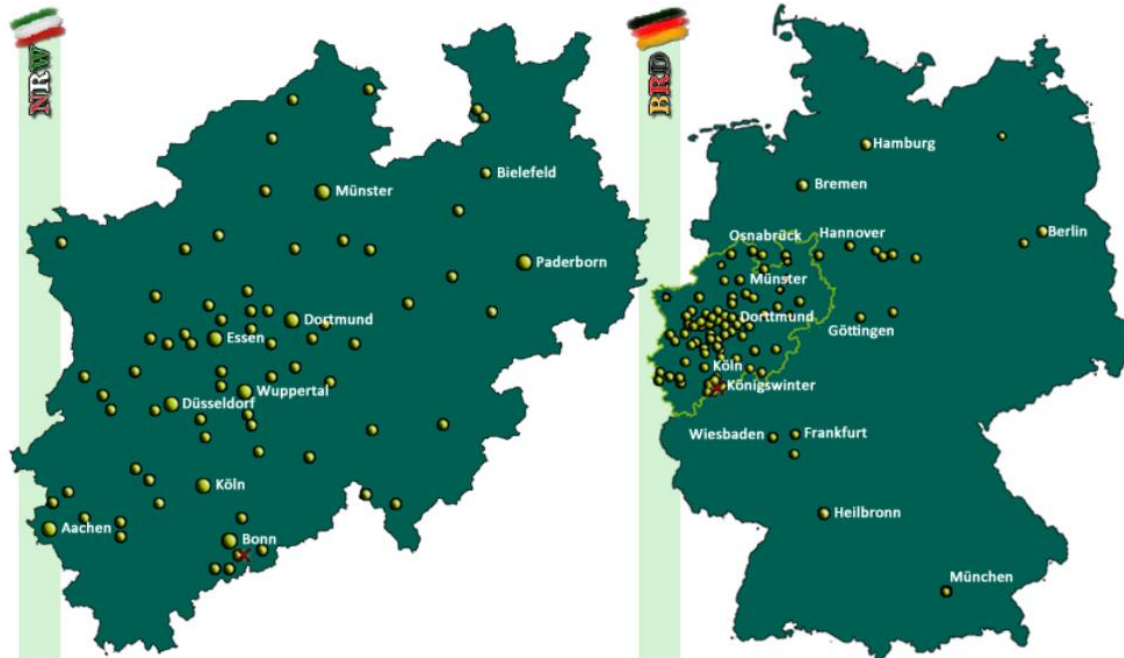 NRW
Bielefeld
Münster
Paderborn
Dortmund
Essen
Wuppertal
Düsseldorf
Köln
Aachen
Bonn
BRD
Hamburg
Bremen
Berlin
Osnabrück
Hannover
Münster
Dorttmund
Göttingen
Köln
Königswinter
Wiesbaden
Frankfurt
Heilbronn
München